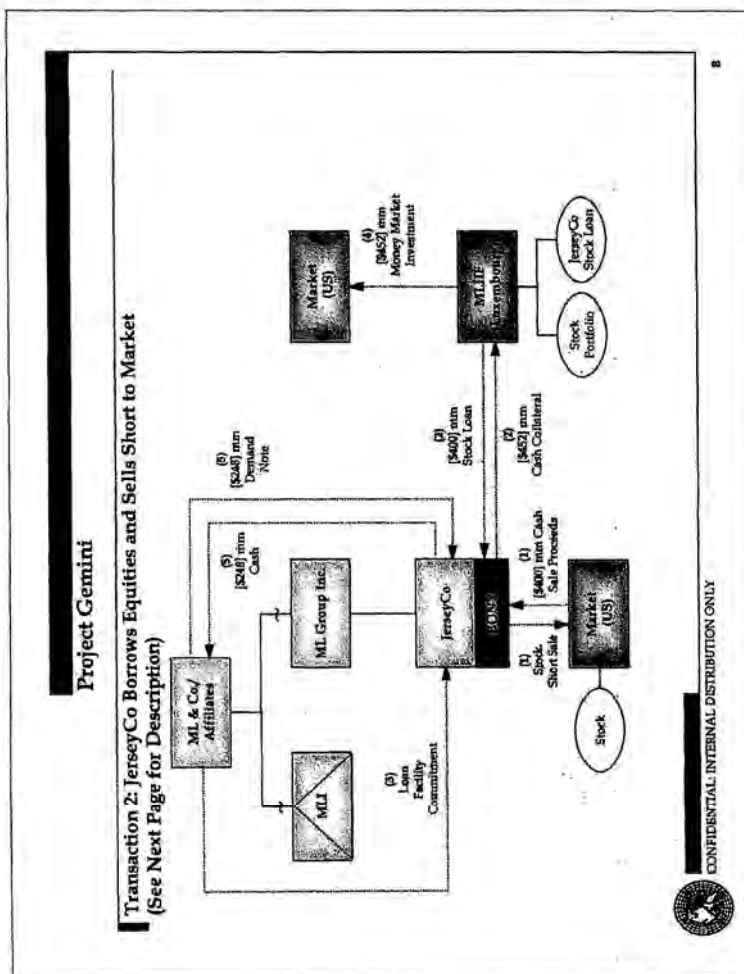 Project Gemini
Transaction 2: JerseyCo Borrows Equities and Sells Short to Market
(See Next Page for Description)
ML & Co/
Affiliates
(5)
[$248] mm
Demand
Note
(5)
[$248] mm
Cash
MLI
ML Group Inc.
(3)
Loan
Facility
Commitment
JerseyCo
(2)
[$400] mm
Stock Loan
(2)
[$452] mm
Cash Collateral
(4)
[$452] mm
Money Market
Investment
Market
(US)
MLIIF
Luxembourg
Stock
Portfolio
JerseyCo
Stock Loan
(1)
Stock
Short Sale
(1)
[$400] mm Cash
Sale Proceeds
Market
(US)
Stock
CONFIDENTIAL: INTERNAL DISTRIBUTION ONLY
8